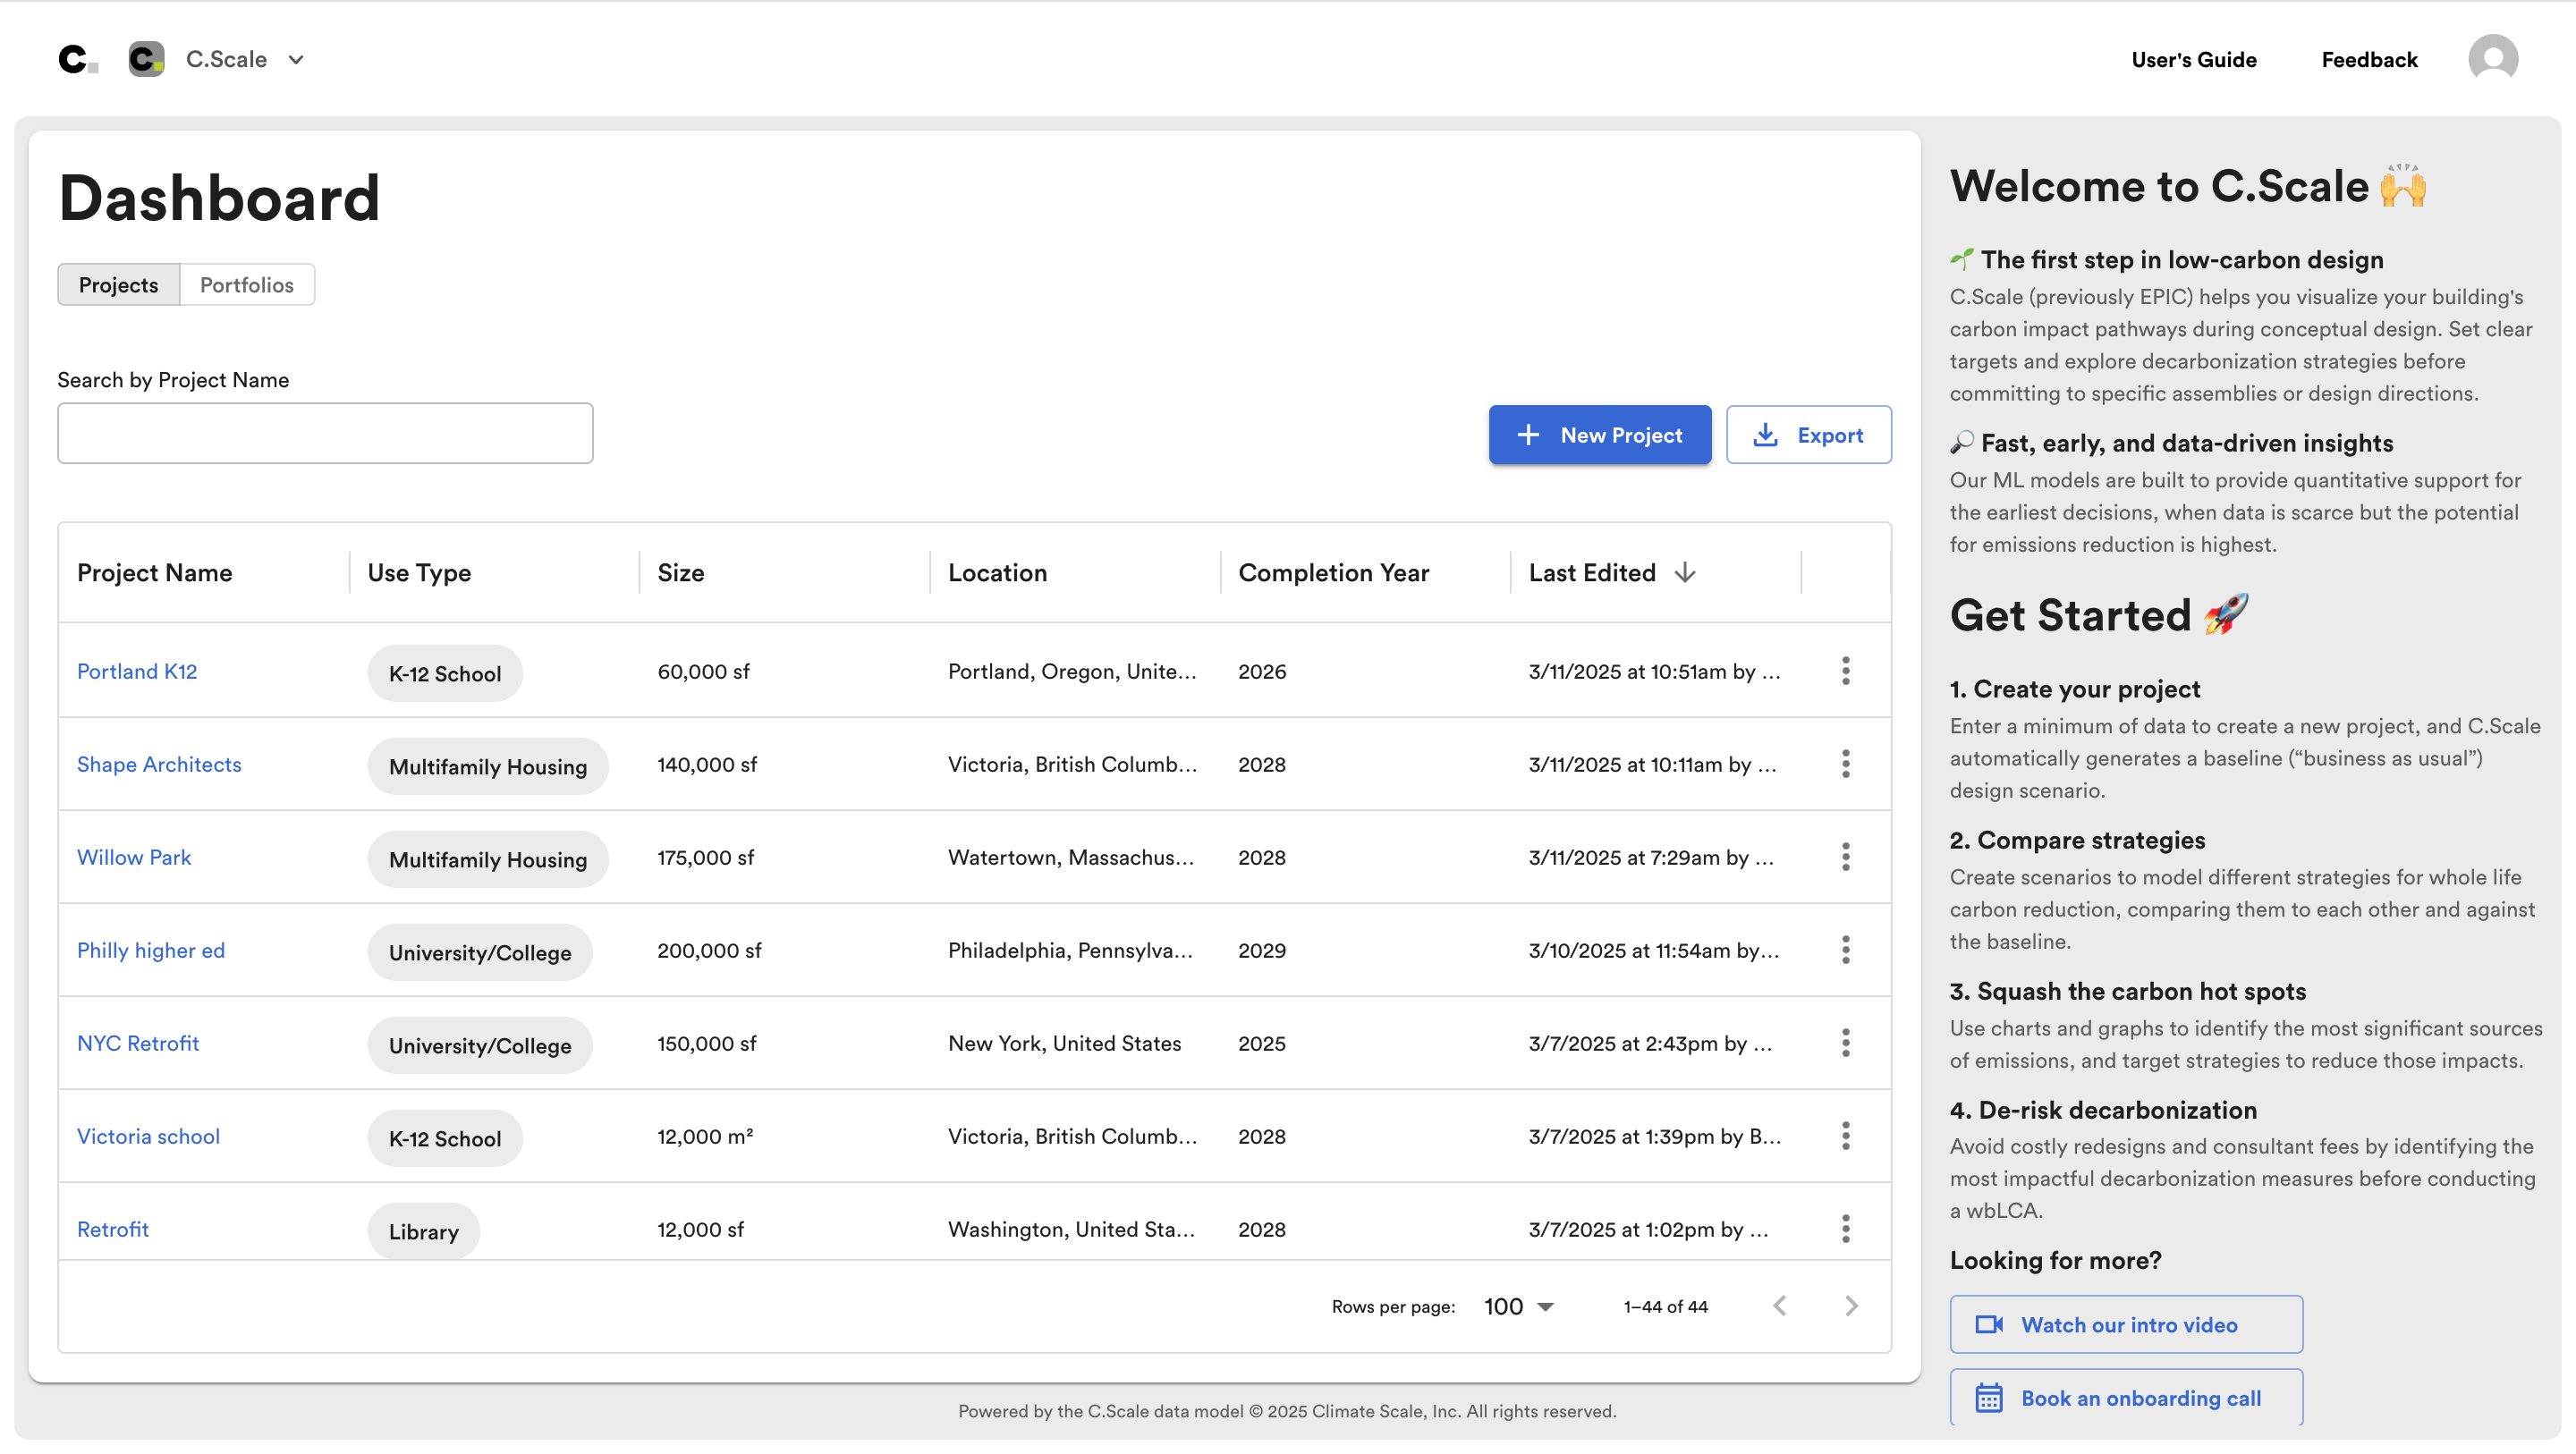 C.
C.
C.Scale
User's Guide
Feedback
Dashboard
Projects
Portfolios
Search by Project Name
New Project
Export
Project Name
Use Type
Size
Location
Completion Year
Last Edited
Portland K12
K-12 School
60,000 sf
Portland, Oregon, Unite...
2026
3/11/2025 at 10:51am by ...
Shape Architects
Multifamily Housing
140,000 sf
Victoria, British Columb...
2028
3/11/2025 at 10:11am by ...
Willow Park
Multifamily Housing
175,000 sf
Watertown, Massachus...
2028
3/11/2025 at 7:29am by ...
Philly higher ed
University/College
200,000 sf
Philadelphia, Pennsylva...
2029
3/10/2025 at 11:54am by...
NYC Retrofit
University/College
150,000 sf
New York, United States
2025
3/7/2025 at 2:43pm by ...
Victoria school
K-12 School
12,000 m²
Victoria, British Columb...
2028
3/7/2025 at 1:39pm by B...
Retrofit
Library
12,000 sf
Washington, United Sta...
2028
3/7/2025 at 1:02pm by ...
Rows per page:
100
1–44 of 44
Powered by the C.Scale data model © 2025 Climate Scale, Inc. All rights reserved.
Welcome to C.Scale 🙌
🌱 The first step in low-carbon design
C.Scale (previously EPIC) helps you visualize your building's
carbon impact pathways during conceptual design. Set clear
targets and explore decarbonization strategies before
committing to specific assemblies or design directions.
🔎 Fast, early, and data-driven insights
Our ML models are built to provide quantitative support for
the earliest decisions, when data is scarce but the potential
for emissions reduction is highest.
Get Started 🚀
1. Create your project
Enter a minimum of data to create a new project, and C.Scale
automatically generates a baseline (“business as usual”)
design scenario.
2. Compare strategies
Create scenarios to model different strategies for whole life
carbon reduction, comparing them to each other and against
the baseline.
3. Squash the carbon hot spots
Use charts and graphs to identify the most significant sources
of emissions, and target strategies to reduce those impacts.
4. De-risk decarbonization
Avoid costly redesigns and consultant fees by identifying the
most impactful decarbonization measures before conducting
a wbLCA.
Looking for more?
Watch our intro video
Book an onboarding call